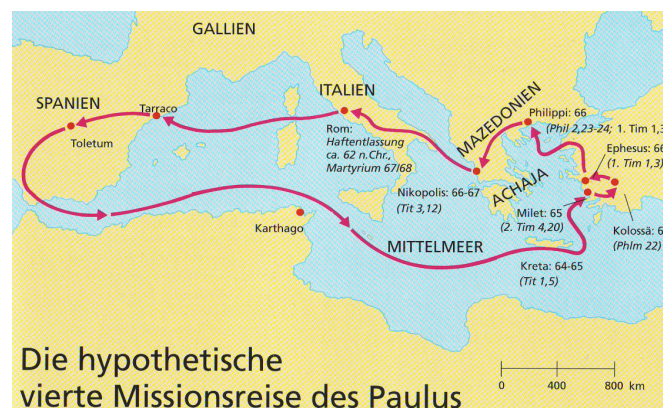 GALLIEN
SPANIEN
Tarraco
Toletum
ITALIEN
Rom:
Haftentlassung
ca. 62 n.Chr.,
Martyrium 67/68
MAZEDONIEN
Philippi: 66
(Phil 2,23-24; 1. Tim 1,3
Ephesus: 66
(1. Tim 1,3)
Nikopolis: 66-67
(Tit 3,12)
ACHAJA
Milet: 65
(2. Tim 4,20)
Kolossä: 6
(Phlm 22)
Karthago
MITTELMEER
Kreta: 64-65
(Tit 1,5)
Die hypothetische
vierte Missionsreise des Paulus
0 400 800 km